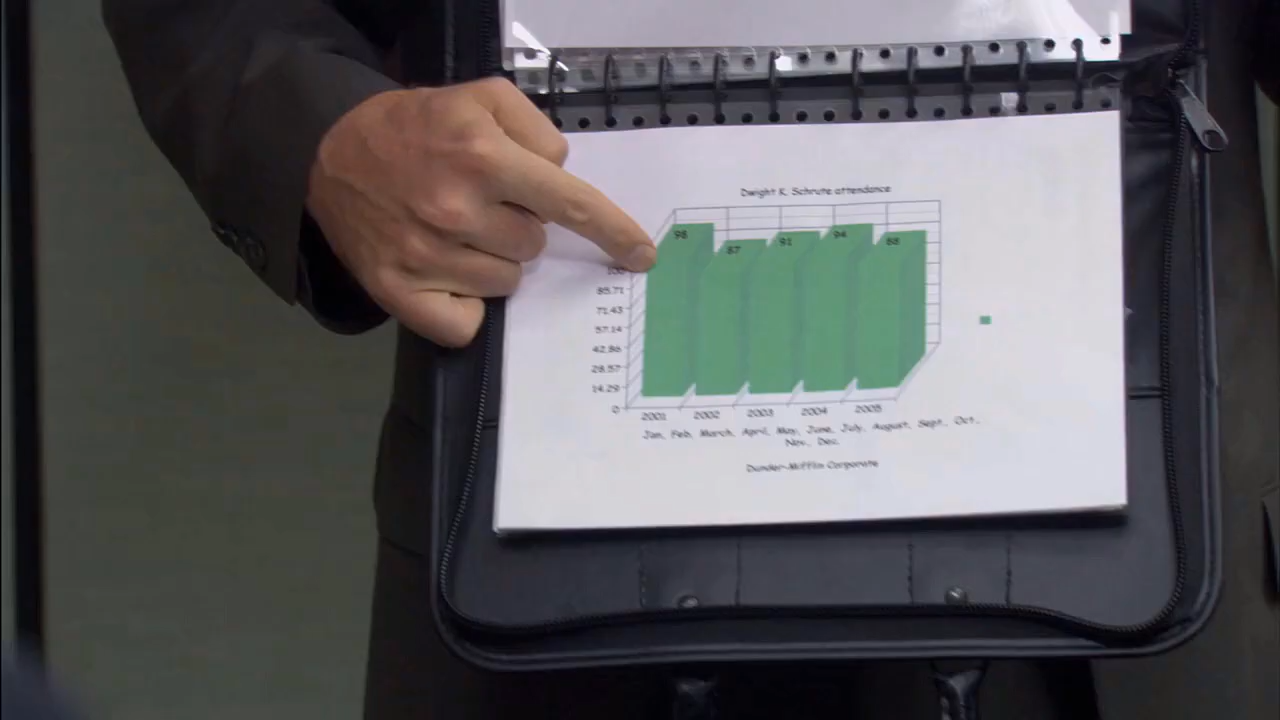 Dwight K. Schrute attendance
98
87
91
94
88
100
85.71
71.43
57.14
42.86
28.57
14.29
0
2001 2002 2003 2004 2005
Jan, Feb, March, April, May, June, July, August, Sept, Oct,
Nov, Dec.
Dunder-Mifflin Corporate